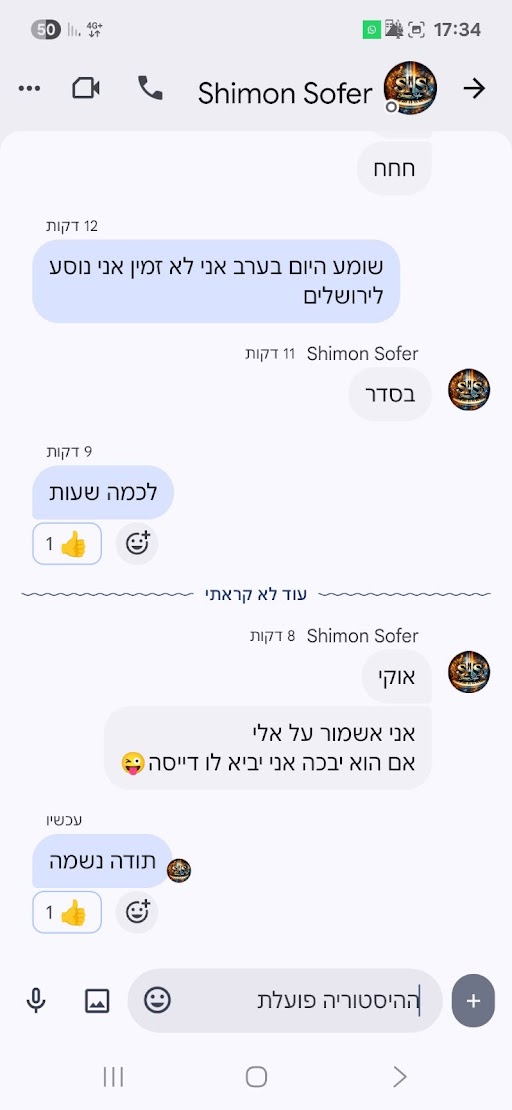 50 4G+ 17:34
Shimon Sofer
חחח
12 דקות
שומע היום בערב אני לא זמין אני נוסע
לירושלים
Shimon Sofer 11 דקות
בסדר
9 דקות
לכמה שעות
👍 1
עוד לא קראתי
Shimon Sofer 8 דקות
אוקי
אני אשמור על אלי
אם הוא יבכה אני יביא לו דייסה😜
עכשיו
תודה נשמה
👍 1
ההיסטוריה פועלת